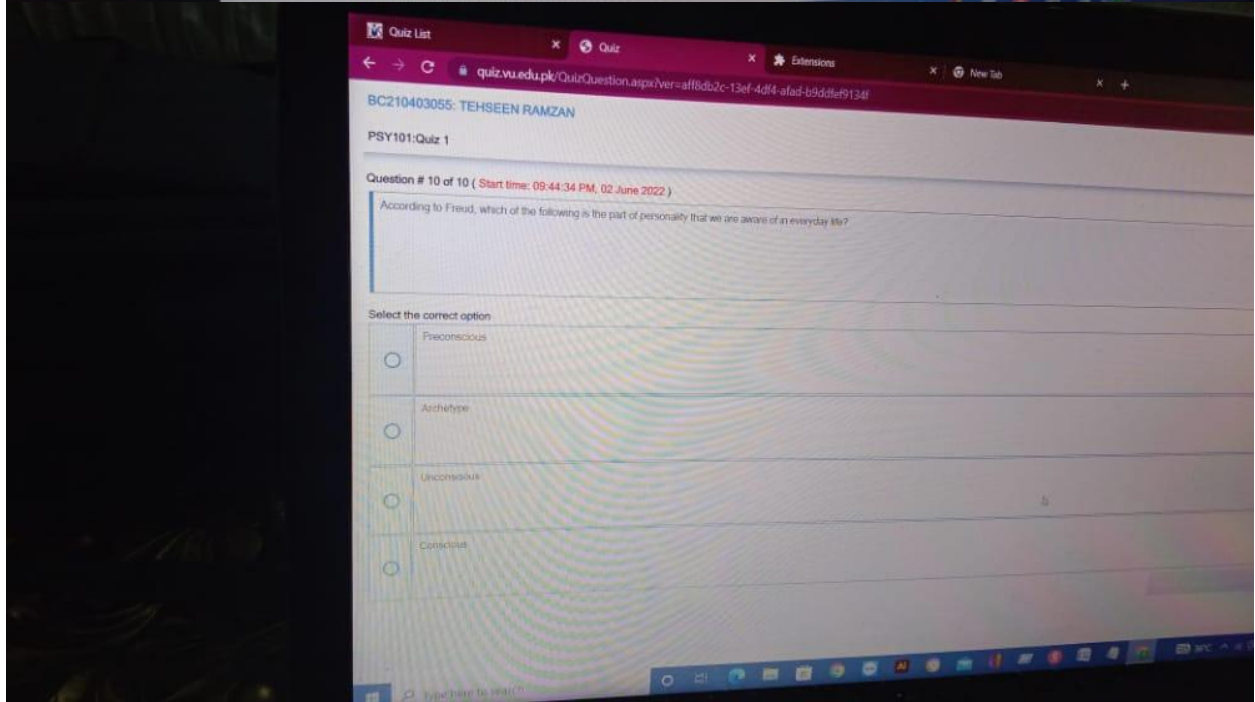 Quiz List
Quiz
Extensions
New Tab
quiz.vu.edu.pk/QuizQuestion.aspx?ver=aff8db2c-13ef-4df4-afad-b9ddfef9134f
BC210403055: TEHSEEN RAMZAN
PSY101:Quiz 1
Question # 10 of 10 ( Start time: 09:44:34 PM, 02 June 2022 )
According to Freud, which of the following is the part of personality that we are aware of in everyday life?
Select the correct option
Preconscious
Archetype
Unconscious
Conscious
Type here to search